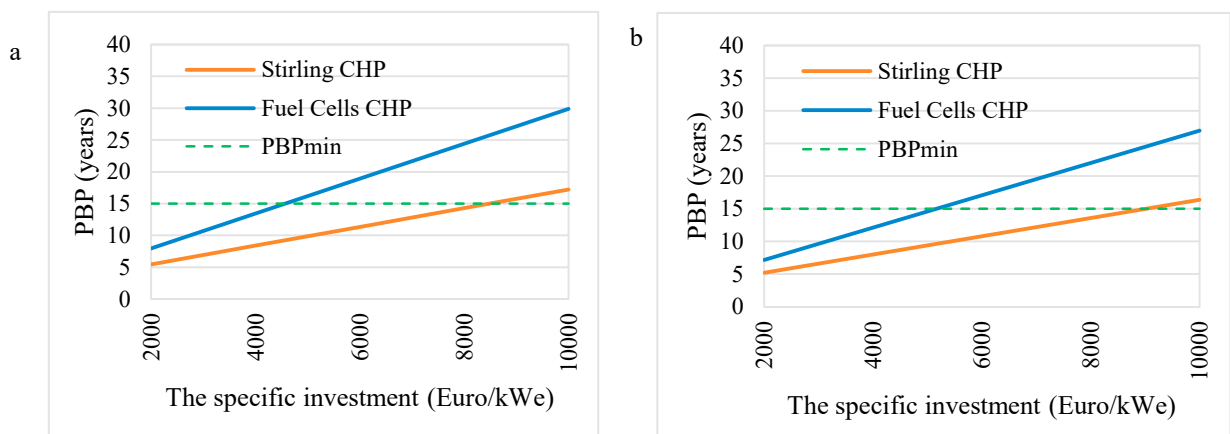 a
PBP (years)
40
35
30
25
20
15
10
5
0
Stirling CHP
Fuel Cells CHP
PBPmin
2000
4000
6000
8000
10000
The specific investment (Euro/kWe)
b
PBP (years)
40
35
30
25
20
15
10
5
0
Stirling CHP
Fuel Cells CHP
PBPmin
2000
4000
6000
8000
10000
The specific investment (Euro/kWe)